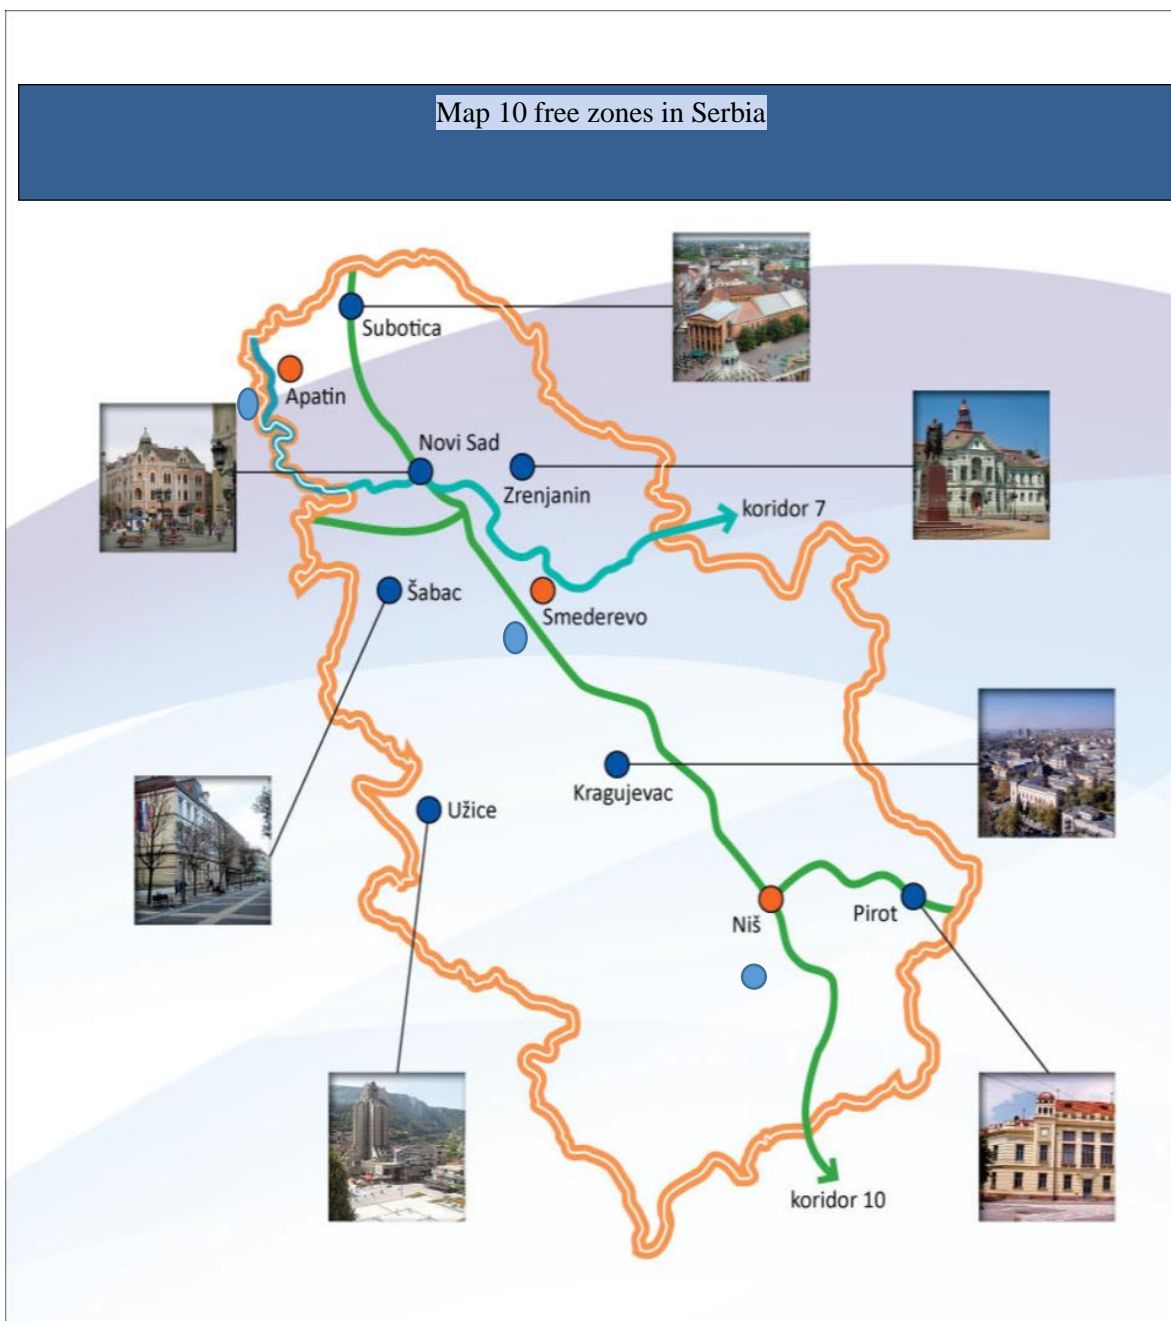 Map 10 free zones in Serbia
Subotica
Apatin
Novi Sad
Zrenjanin
koridor 7
Šabac
Smederevo
Kragujevac
Užice
Niš
Pirot
koridor 10